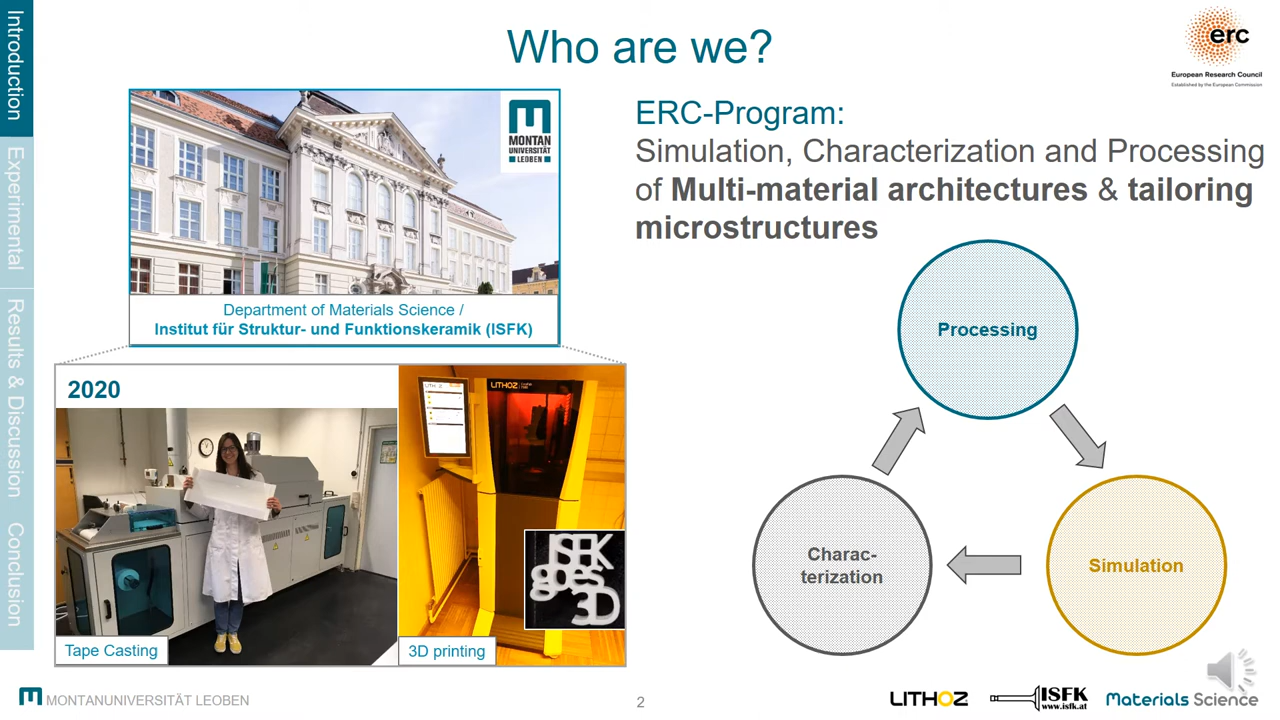 Who are we?
erc
European Research Council
Established by the European Commission
Introduction
Experimental
Results & Discussion
Conclusion
MONTAN
UNIVERSITÄT
LEOBEN
Department of Materials Science /
Institut für Struktur- und Funktionskeramik (ISFK)
2020
Tape Casting
LITHOZ
ISFK
goes
3D
3D printing
ERC-Program:
Simulation, Characterization and Processing
of Multi-material architectures & tailoring
microstructures
Processing
Charac-
terization
Simulation
MONTANUNIVERSITÄT LEOBEN
2
LITHOZ
ISFK
www.isfk.at
Materials Science